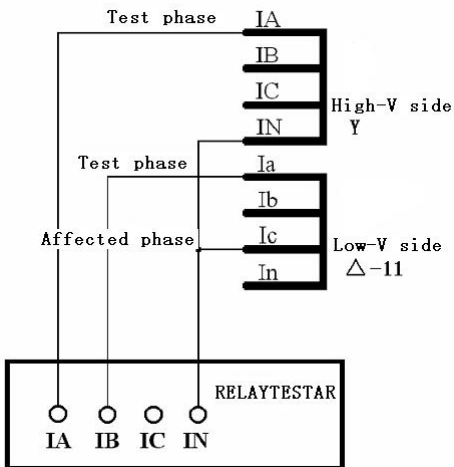 Test phase
IA
IB
IC
High-V side
Y
IN
Test phase
Ia
Ib
Affected phase
Ic
Low-V side
△-11
In
RELAYTESTAR
IA IB IC IN